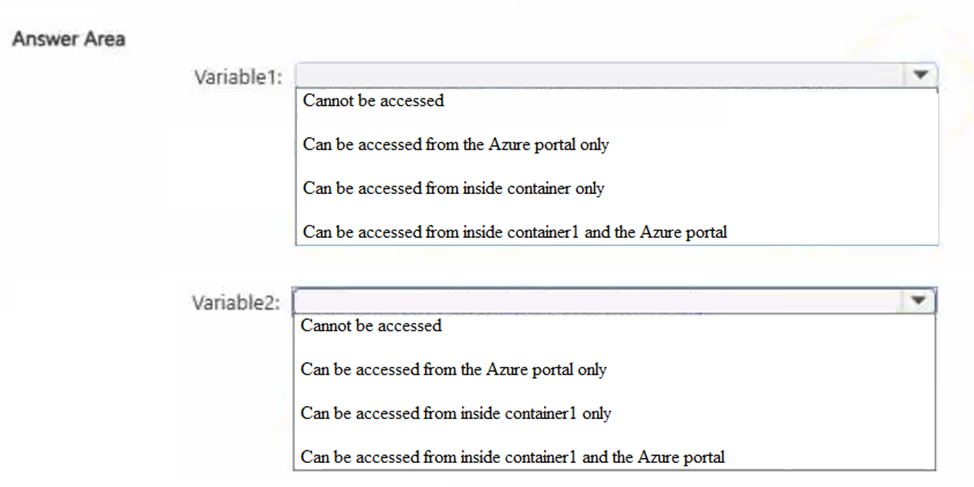 Answer Area
Variable1:
Cannot be accessed
Can be accessed from the Azure portal only
Can be accessed from inside container only
Can be accessed from inside container1 and the Azure portal
Variable2:
Cannot be accessed
Can be accessed from the Azure portal only
Can be accessed from inside container1 only
Can be accessed from inside container1 and the Azure portal